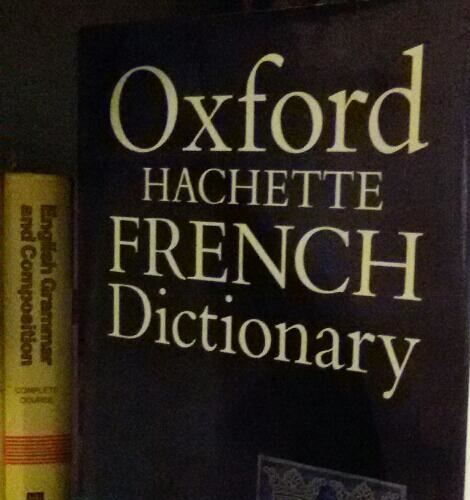 Oxford
HACHETTE
FRENCH
Dictionary
English Grammar
and Composition
COMPLETE
COURSE